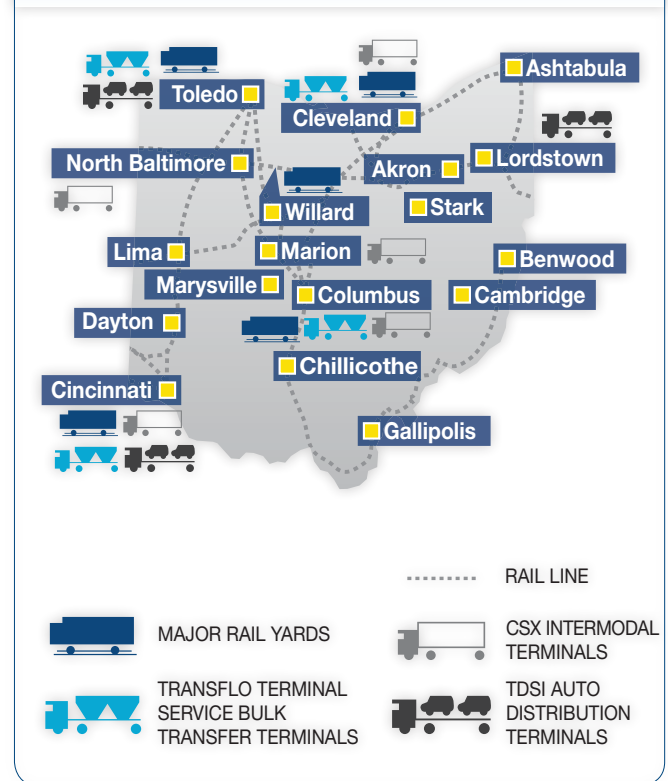 Ashtabula
Toledo
Cleveland
North Baltimore
Akron
Lordstown
Willard
Stark
Lima
Marion
Benwood
Marysville
Columbus
Cambridge
Dayton
Chillicothe
Cincinnati
Gallipolis
RAIL LINE
MAJOR RAIL YARDS
CSX INTERMODAL
TERMINALS
TRANSFLO TERMINAL
SERVICE BULK
TRANSFER TERMINALS
TDSI AUTO
DISTRIBUTION
TERMINALS